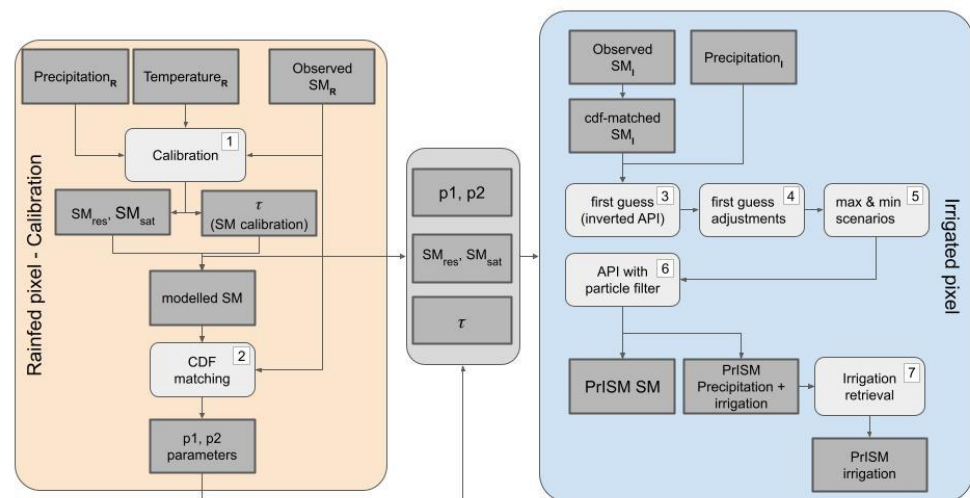 Rainfed pixel - Calibration
Precipitation_R
Temperature_R
Observed
SM_R
1
Calibration
SM_res, SM_sat
τ
(SM calibration)
modelled SM
2
CDF
matching
p1, p2
parameters
p1, p2
SM_res, SM_sat
τ
Irrigated pixel
Observed
SM_I
Precipitation_I
cdf-matched
SM_I
first guess
(inverted API)
3
first guess
adjustments
4
max & min
scenarios
5
API with
particle filter
6
PrISM SM
PrISM
Precipitation +
irrigation
Irrigation
retrieval
7
PrISM
irrigation